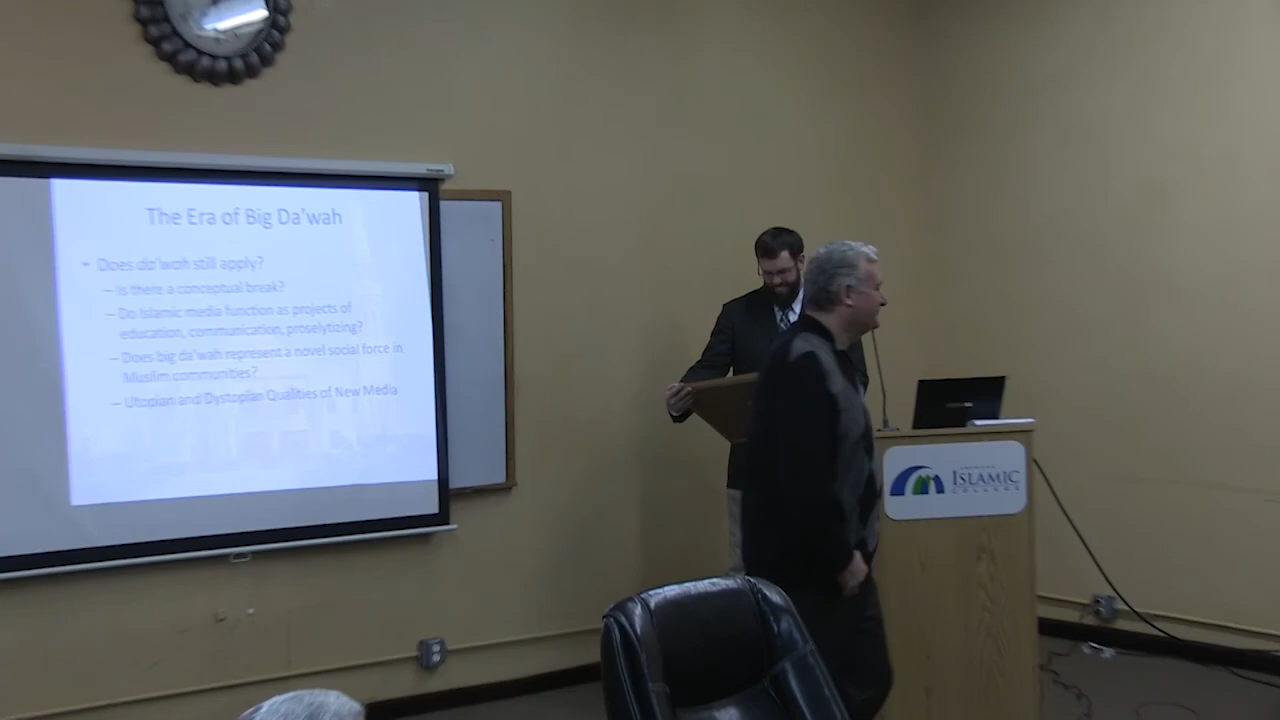 The Era of Big Da'wah
• Does da'wah still apply?
– Is there a conceptual break?
– Do Islamic media function as projects of
education, communication, proselytizing?
– Does big da'wah represent a novel social force in
Muslim communities?
– Utopian and Dystopian Qualities of New Media
ISLAMIC
COLLEGE